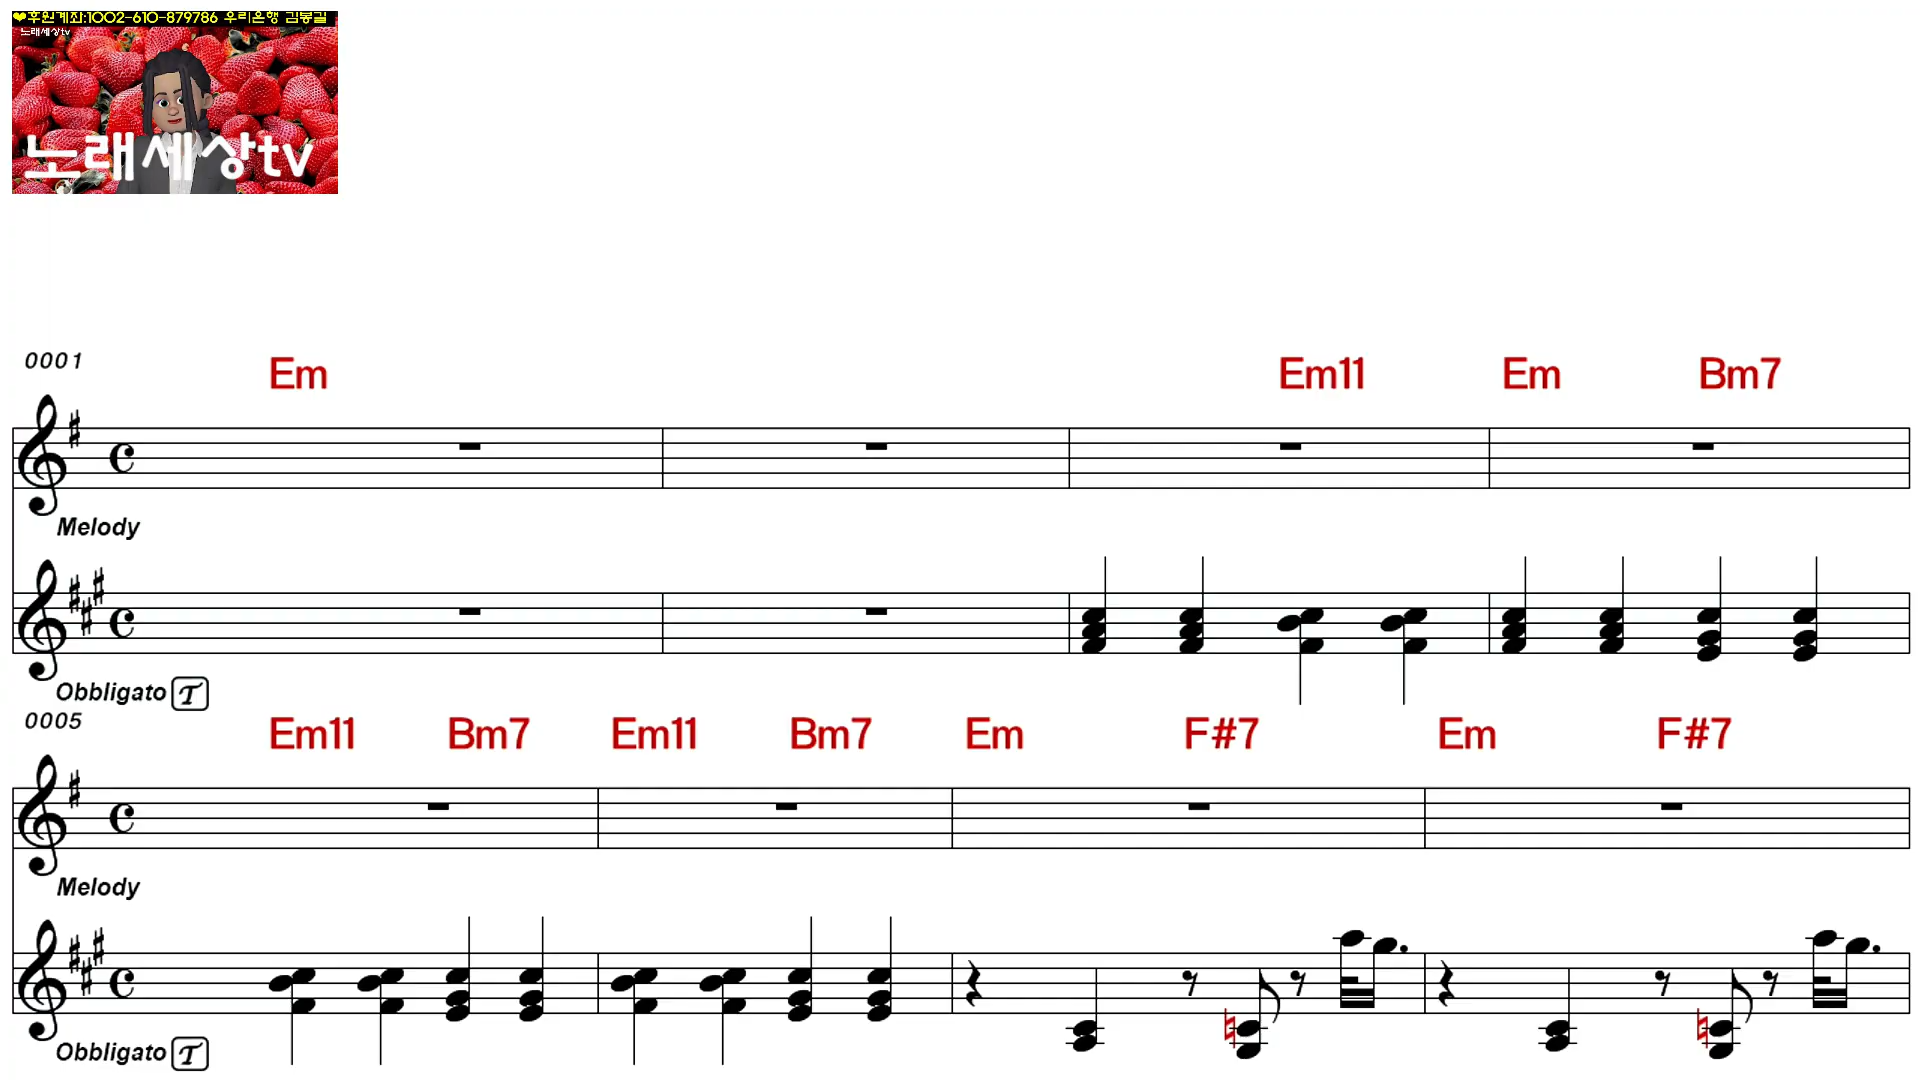 ❤후원계좌:1002-610-879786 우리은행 김봉길
노래세상tv
노래세상tv
0001
Em Em11 Em Bm7
Melody
Obbligato T
0005
Em11 Bm7 Em11 Bm7 Em F#7 Em F#7
Melody
Obbligato T